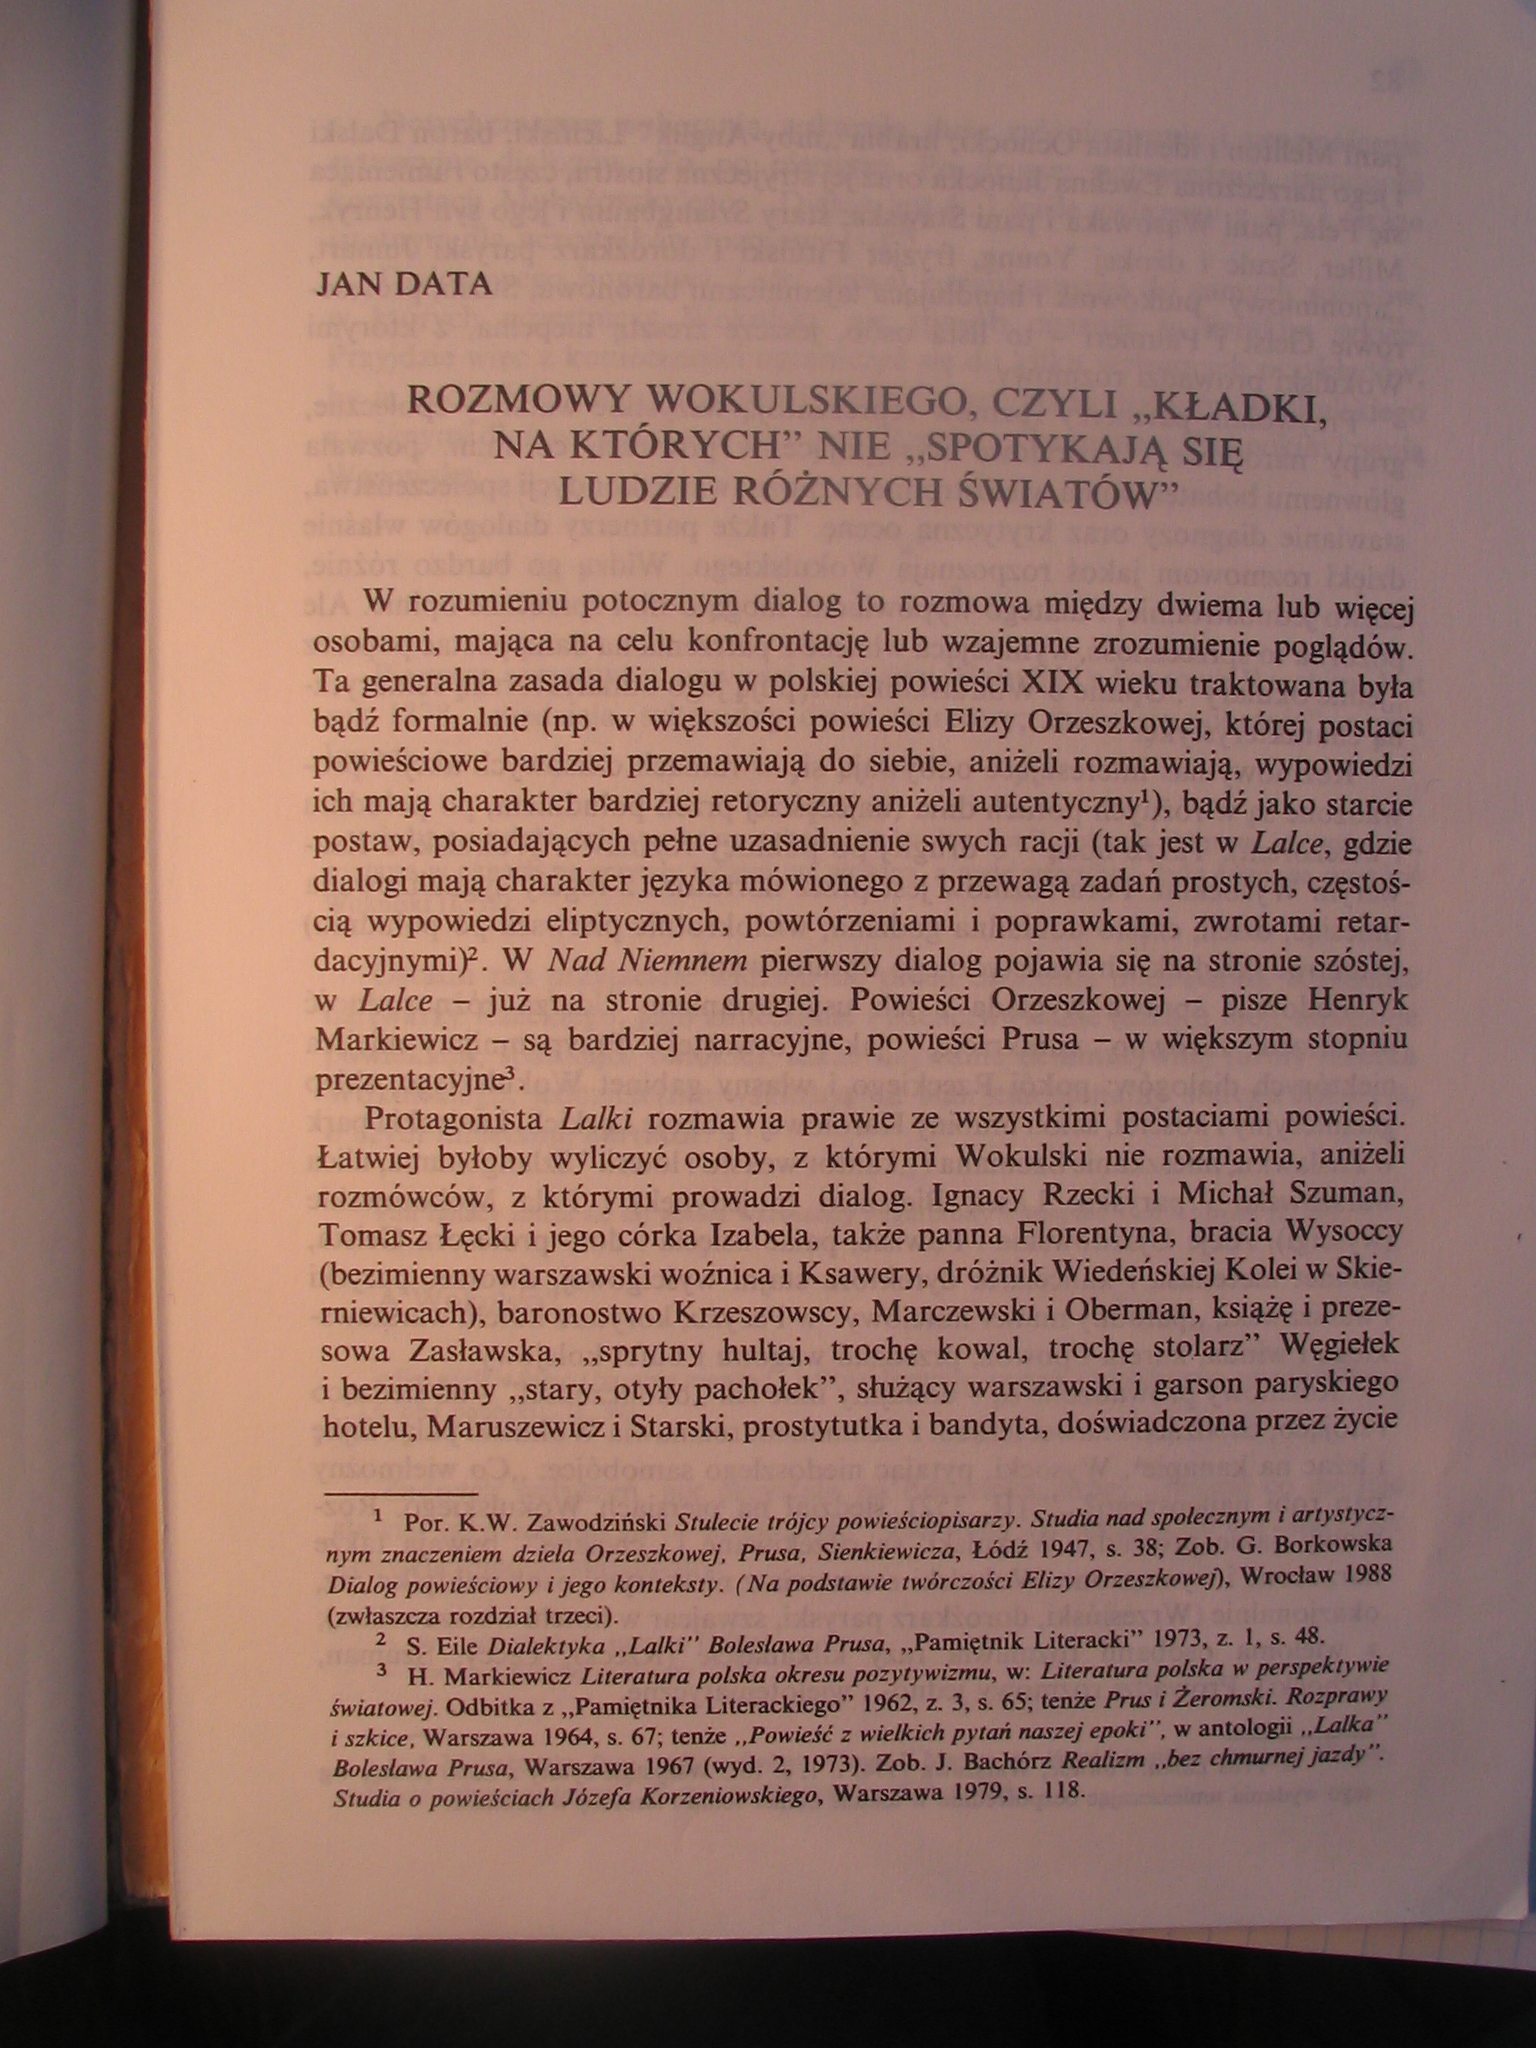 JAN DATA
ROZMOWY WOKULSKIEGO, CZYLI „KŁADKI,
NA KTÓRYCH” NIE „SPOTYKAJĄ SIĘ
LUDZIE RÓŻNYCH ŚWIATÓW”
W rozumieniu potocznym dialog to rozmowa między dwiema lub więcej
osobami, mająca na celu konfrontację lub wzajemne zrozumienie poglądów.
Ta generalna zasada dialogu w polskiej powieści XIX wieku traktowana była
bądź formalnie (np. w większości powieści Elizy Orzeszkowej, której postaci
powieściowe bardziej przemawiają do siebie, aniżeli rozmawiają, wypowiedzi
ich mają charakter bardziej retoryczny aniżeli autentyczny¹), bądź jako starcie
postaw, posiadających pełne uzasadnienie swych racji (tak jest w Lalce, gdzie
dialogi mają charakter języka mówionego z przewagą zadań prostych, częstoś-
cią wypowiedzi eliptycznych, powtórzeniami i poprawkami, zwrotami retar-
dacyjnymi)². W Nad Niemnem pierwszy dialog pojawia się na stronie szóstej,
w Lalce – już na stronie drugiej. Powieści Orzeszkowej – pisze Henryk
Markiewicz – są bardziej narracyjne, powieści Prusa – w większym stopniu
prezentacyjne³.
Protagonista Lalki rozmawia prawie ze wszystkimi postaciami powieści.
Łatwiej byłoby wyliczyć osoby, z którymi Wokulski nie rozmawia, aniżeli
rozmówców, z którymi prowadzi dialog. Ignacy Rzecki i Michał Szuman,
Tomasz Łęcki i jego córka Izabela, także panna Florentyna, bracia Wysoccy
(bezimienny warszawski woźnica i Ksawery, dróżnik Wiedeńskiej Kolei w Skie-
rniewicach), baronostwo Krzeszowscy, Marczewski i Oberman, książę i preze-
sowa Zasławska, „sprytny hultaj, trochę kowal, trochę stolarz” Węgiełek
i bezimienny „stary, otyły pachołek”, służący warszawski i garson paryskiego
hotelu, Maruszewicz i Starski, prostytutka i bandyta, doświadczona przez życie
¹ Por. K.W. Zawodziński Stulecie trójcy powieściopisarzy. Studia nad społecznym i artystycz-
nym znaczeniem dzieła Orzeszkowej, Prusa, Sienkiewicza, Łódź 1947, s. 38; Zob. G. Borkowska
Dialog powieściowy i jego konteksty. (Na podstawie twórczości Elizy Orzeszkowej), Wrocław 1988
(zwłaszcza rozdział trzeci).
² S. Eile Dialektyka „Lalki” Bolesława Prusa, „Pamiętnik Literacki” 1973, z. 1, s. 48.
³ H. Markiewicz Literatura polska okresu pozytywizmu, w: Literatura polska w perspektywie
światowej. Odbitka z „Pamiętnika Literackiego” 1962, z. 3, s. 65; tenże Prus i Żeromski. Rozprawy
i szkice, Warszawa 1964, s. 67; tenże „Powieść z wielkich pytań naszej epoki”, w antologii „Lalka”
Bolesława Prusa, Warszawa 1967 (wyd. 2, 1973). Zob. J. Bachórz Realizm „bez chmurnej jazdy”.
Studia o powieściach Józefa Korzeniowskiego, Warszawa 1979, s. 118.